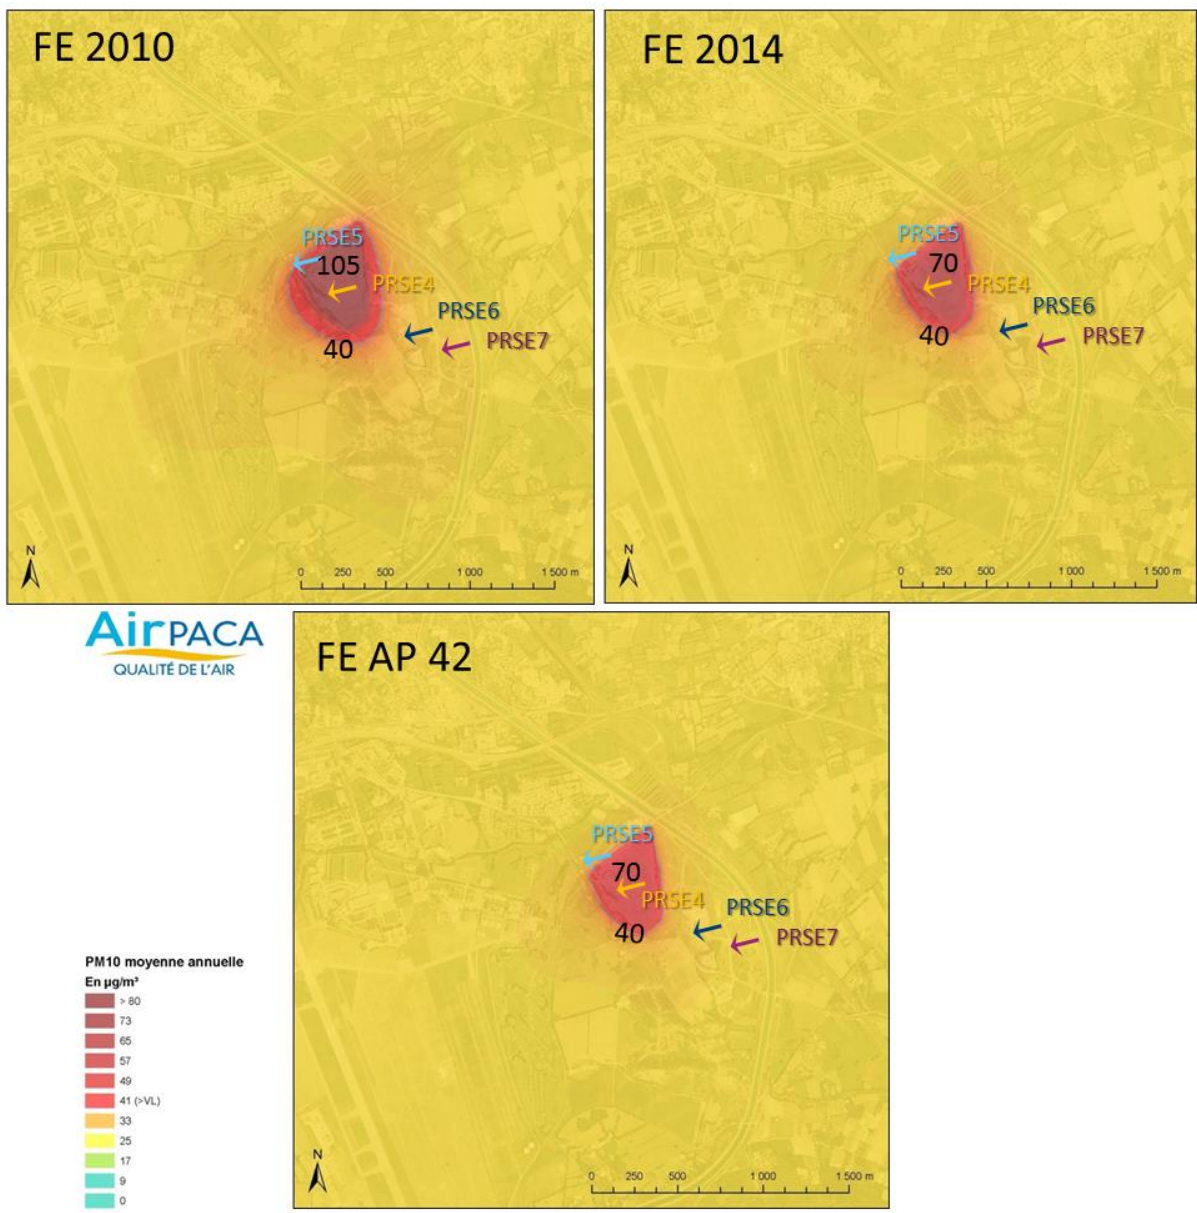 FE 2010
PRSE5
105
PRSE4
PRSE6
PRSE7
40
N
0 250 500 1 000 1 500 m
FE 2014
PRSE5
70
PRSE4
PRSE6
PRSE7
40
N
0 250 500 1 000 1 500 m
AirPACA
QUALITÉ DE L'AIR
FE AP 42
PRSE5
70
PRSE4
PRSE6
PRSE7
40
N
0 250 500 1 000 1 500 m
PM10 moyenne annuelle
En µg/m³
> 80
73
65
57
49
41 (>VL)
33
25
17
9
0